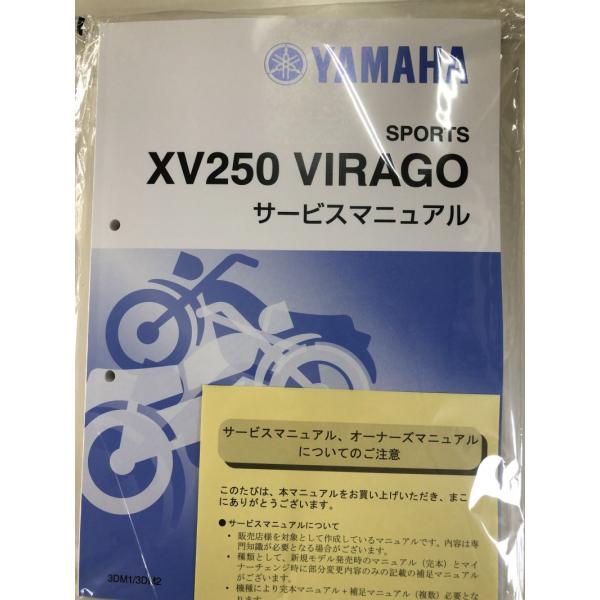 YAMAHA
SPORTS
XV250 VIRAGO
サービスマニュアル
サービスマニュアル、オーナーズマニュアル
についてのご注意
このたびは、本マニュアルをお買い上げいただき、まこ
にありがとうございます。
●サービスマニュアルについて
・販売店様を対象として作成しているマニュアルです。内容は専
門知識が必要となる場合がございます。
・種類として、新規モデル発売時のマニュアル（完本）とマイ
ナーチェンジ時に部分変更内容のみの記載の補足マニュアル
がございます。
・機種により完本マニュアル＋補足マニュアル（複数）必要とな
ります。
3DM1/3DM2